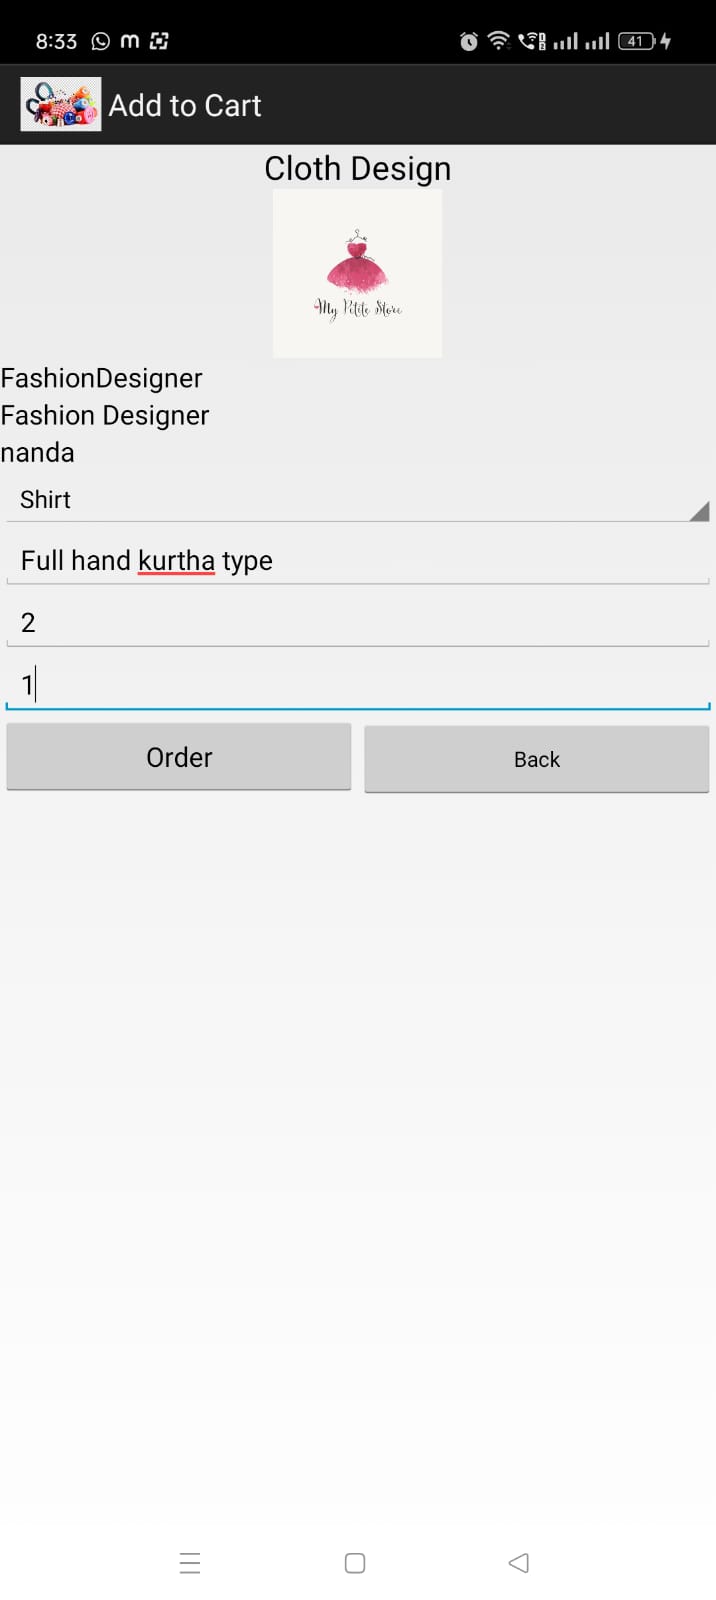 8:33 41
Add to Cart
Cloth Design
My Petite Store
FashionDesigner
Fashion Designer
nanda
Shirt
Full hand kurtha type
2
1
Order Back